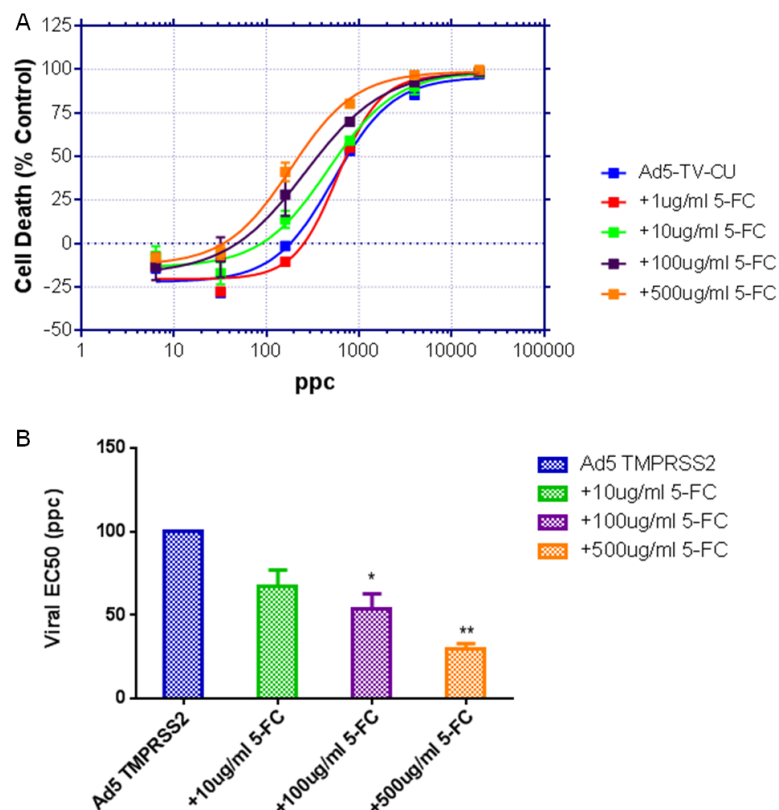 A
Cell Death (% Control)
100
75
50
25
0
-25
-50
1
10
100
1000
10000
100000
ppc
Ad5-TV-CU
+1ug/ml 5-FC
+10ug/ml 5-FC
+100ug/ml 5-FC
+500ug/ml 5-FC
B
Viral EC50 (ppc)
150
100
50
0
*
**
Ad5 TMPRSS2
+10ug/ml 5-FC
+100ug/ml 5-FC
+500ug/ml 5-FC
Ad5 TMPRSS2
+10ug/ml 5-FC
+100ug/ml 5-FC
+500ug/ml 5-FC